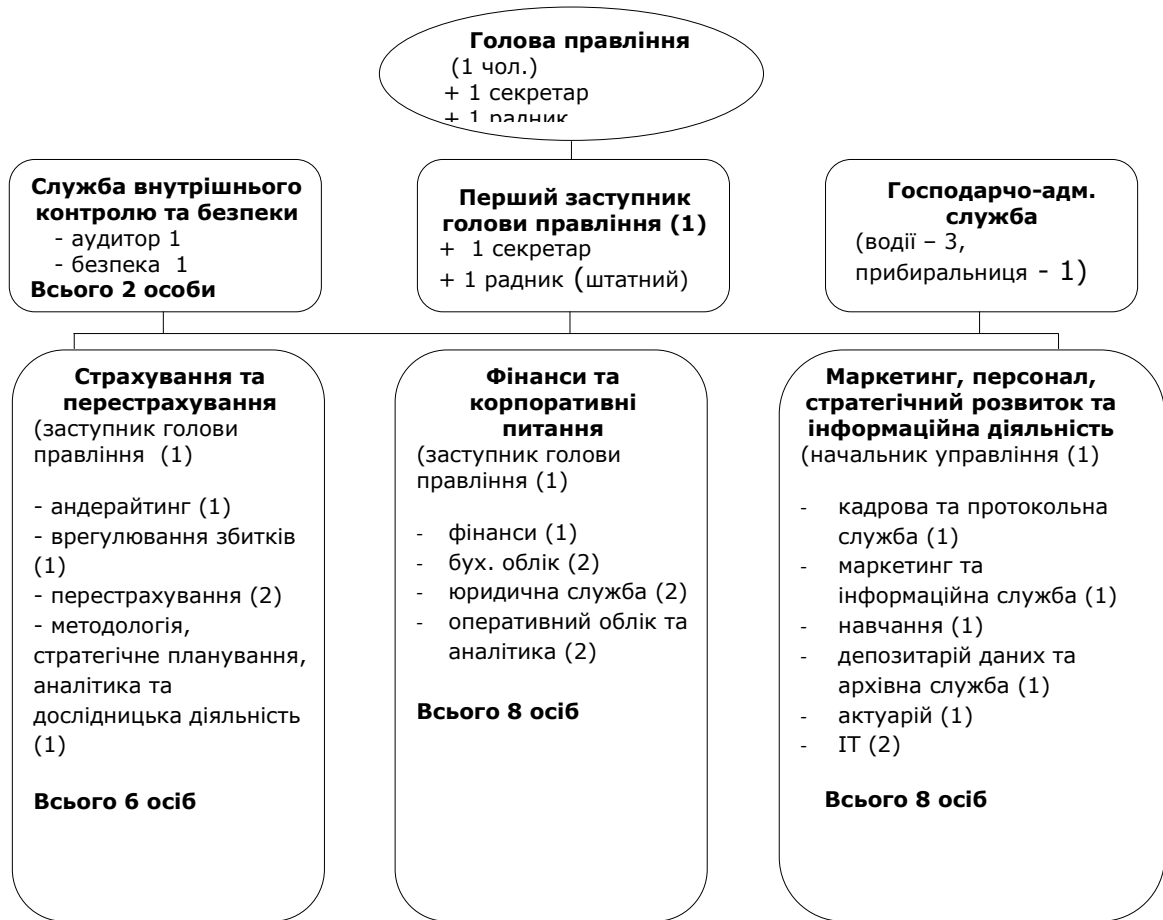 Голова правління
(1 чол.)
+ 1 секретар
+ 1 радник
Служба внутрішнього
контролю та безпеки
- аудитор 1
- безпека 1
Всього 2 особи
Перший заступник
голови правління (1)
+ 1 секретар
+ 1 радник (штатний)
Господарчо-адм.
служба
(водії – 3,
прибиральниця - 1)
Страхування та
перестрахування
(заступник голови
правління (1)
- андерайтинг (1)
- врегулювання збитків
(1)
- перестрахування (2)
- методологія,
стратегічне планування,
аналітика та
дослідницька діяльність
(1)
Всього 6 осіб
Фінанси та
корпоративні
питання
(заступник голови
правління (1)
- фінанси (1)
- бух. облік (2)
- юридична служба (2)
- оперативний облік та
аналітика (2)
Всього 8 осіб
Маркетинг, персонал,
стратегічний розвиток та
інформаційна діяльність
(начальник управління (1)
- кадрова та протокольна
служба (1)
- маркетинг та
інформаційна служба (1)
- навчання (1)
- депозитарій даних та
архівна служба (1)
- актуарій (1)
- ІТ (2)
Всього 8 осіб